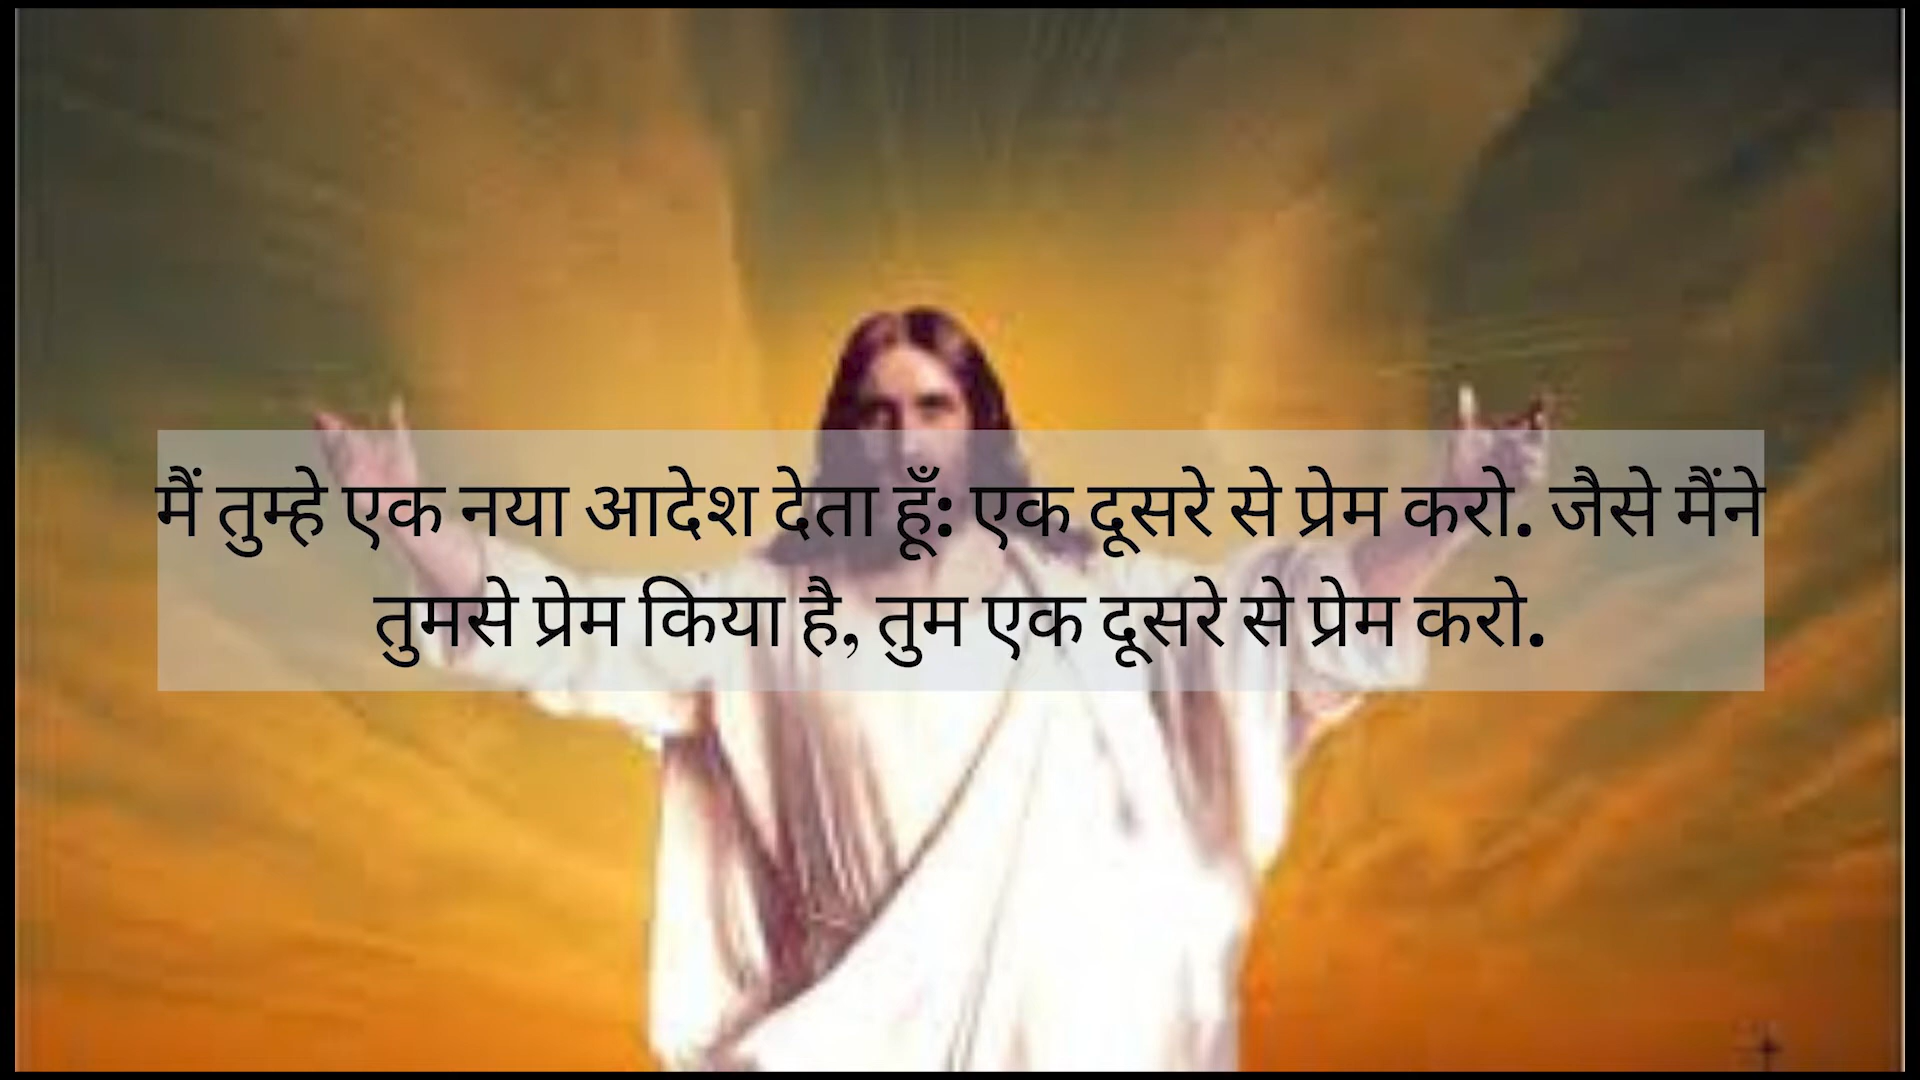 मैं तुम्हे एक नया आदेश देता हूँ: एक दूसरे से प्रेम करो. जैसे मैंने
तुमसे प्रेम किया है, तुम एक दूसरे से प्रेम करो.